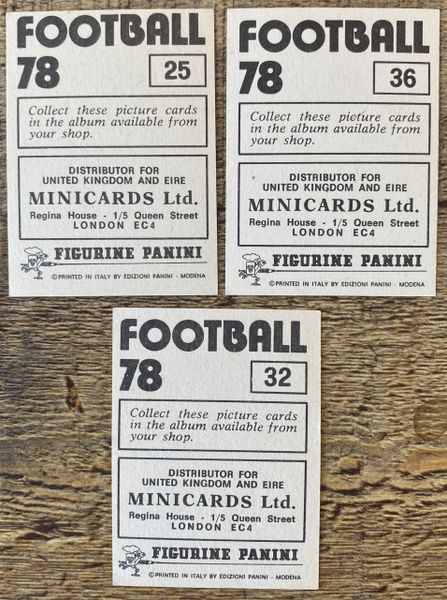 FOOTBALL
78 25
Collect these picture cards
in the album available from
your shop.
DISTRIBUTOR FOR
UNITED KINGDOM AND EIRE
MINICARDS Ltd.
Regina House - 1/5 Queen Street
LONDON EC4
FIGURINE PANINI
©PRINTED IN ITALY BY EDIZIONI PANINI - MODENA
FOOTBALL
78 36
Collect these picture cards
in the album available from
your shop.
DISTRIBUTOR FOR
UNITED KINGDOM AND EIRE
MINICARDS Ltd.
Regina House - 1/5 Queen Street
LONDON EC4
FIGURINE PANINI
©PRINTED IN ITALY BY EDIZIONI PANINI - MODENA
FOOTBALL
78 32
Collect these picture cards
in the album available from
your shop.
DISTRIBUTOR FOR
UNITED KINGDOM AND EIRE
MINICARDS Ltd.
Regina House - 1/5 Queen Street
LONDON EC4
FIGURINE PANINI
©PRINTED IN ITALY BY EDIZIONI PANINI - MODENA